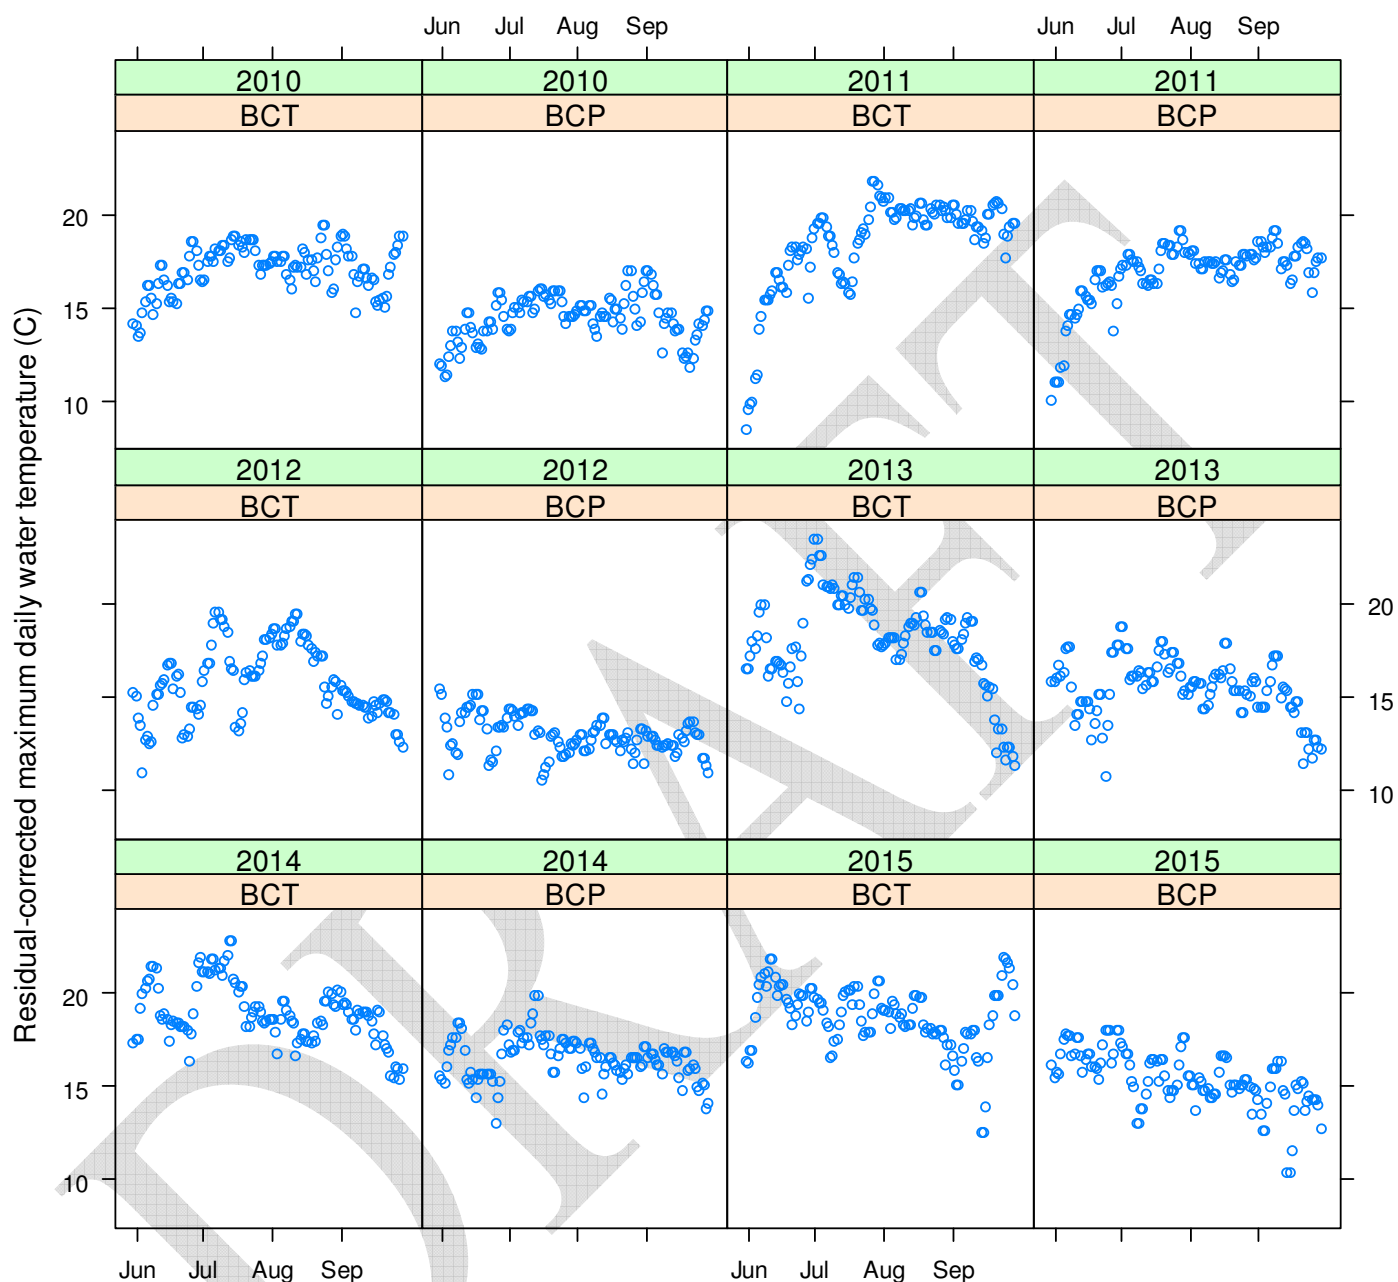 Jun Jul Aug Sep Jun Jul Aug Sep
2010 2010 2011 2011
BCT BCP BCT BCP
20
15
10
2012 2012 2013 2013
BCT BCP BCT BCP
20
15
10
2014 2014 2015 2015
BCT BCP BCT BCP
20
15
10
Jun Jul Aug Sep Jun Jul Aug Sep
Residual-corrected maximum daily water temperature (C)
DRAFT